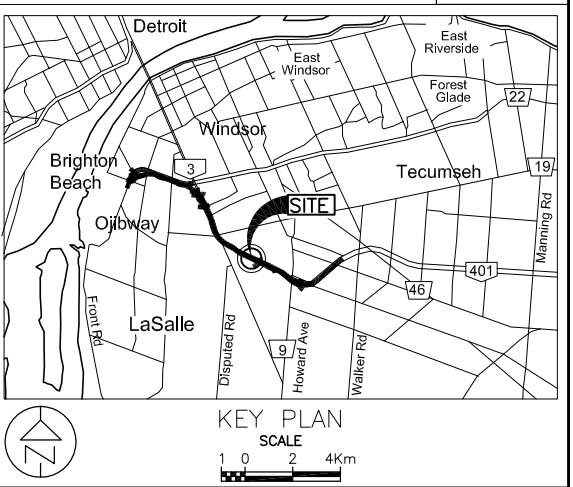 Detroit
East
Riverside
East
Windsor
Forest
Glade
22
Windsor
Brighton
Beach
3
Tecumseh
19
SITE
Ojibway
Manning Rd
401
46
Front Rd
LaSalle
Disputed Rd
9
Howard Ave
Walker Rd
KEY PLAN
SCALE
1 0 2 4Km
N